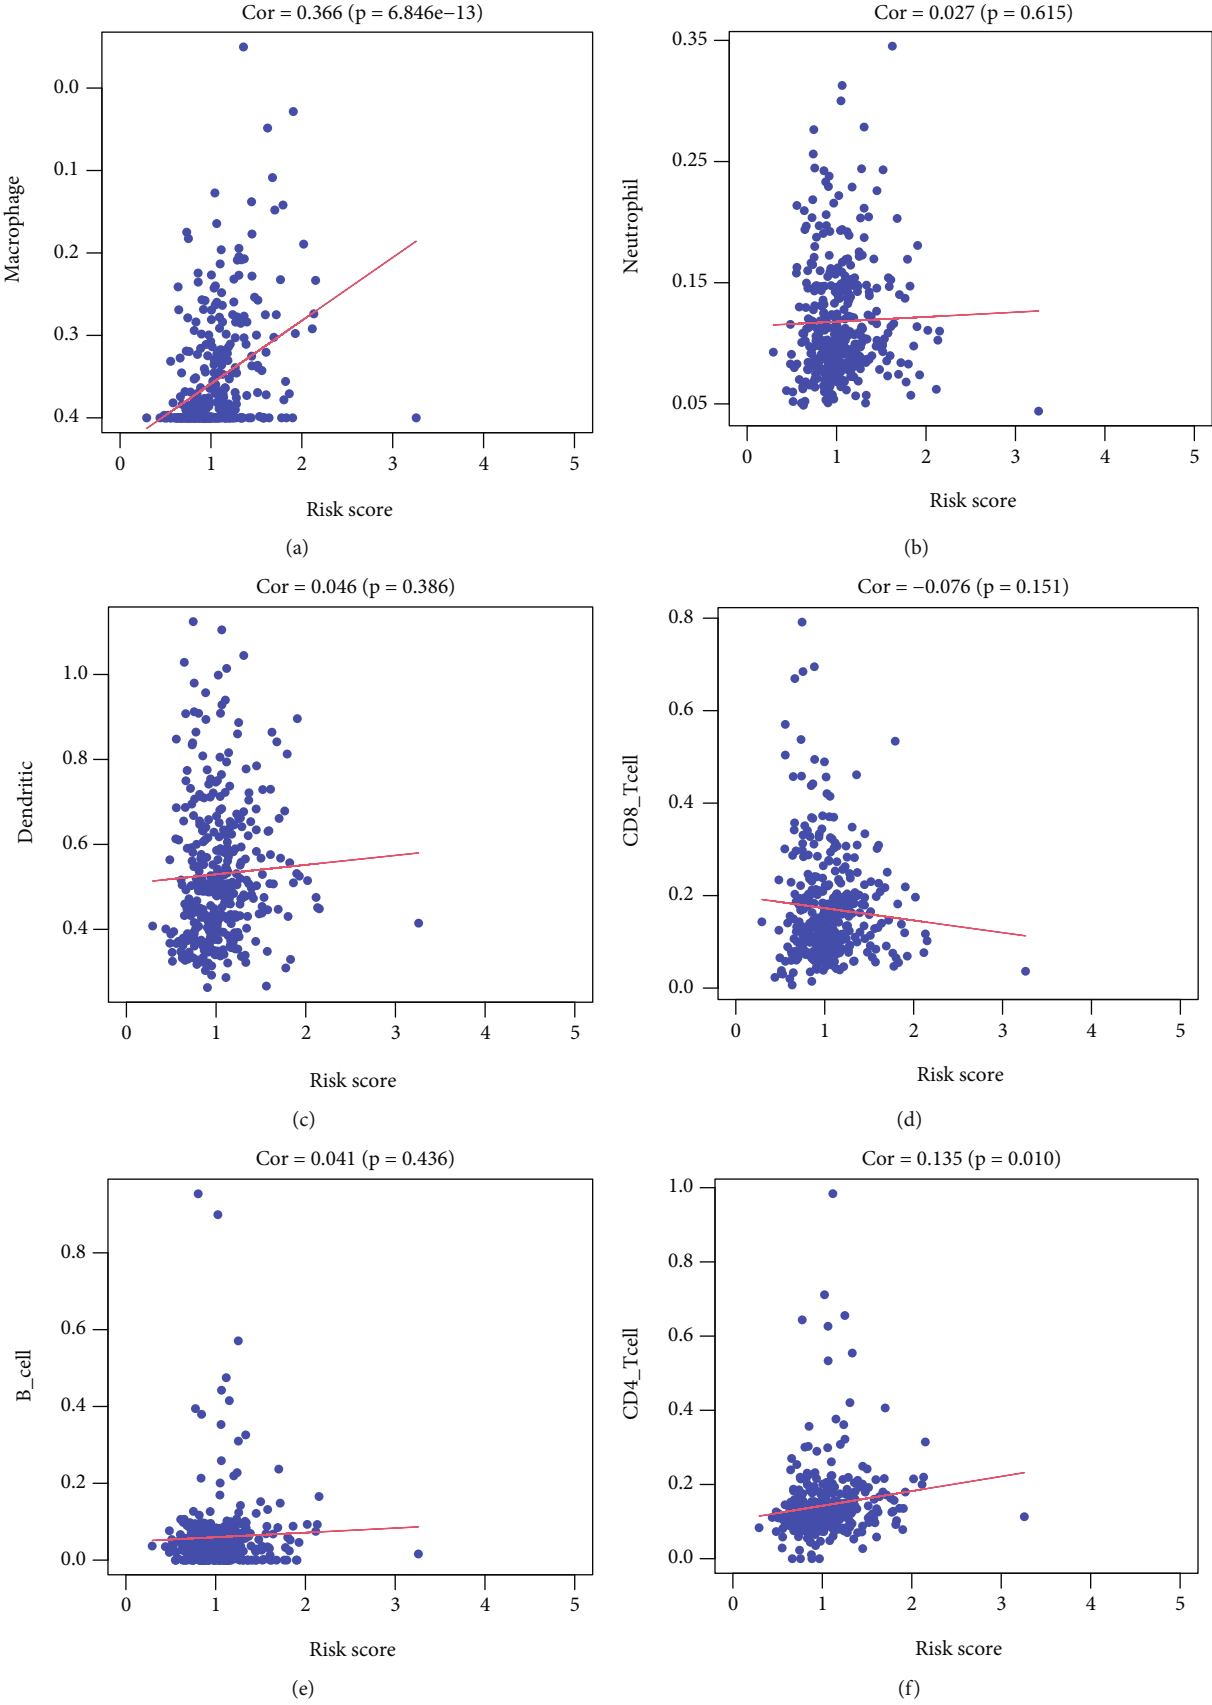 Cor = 0.366 (p = 6.846e−13)
Macrophage
0.0
0.1
0.2
0.3
0.4
0 1 2 3 4 5
Risk score
(a)
Cor = 0.027 (p = 0.615)
Neutrophil
0.35
0.25
0.15
0.05
0 1 2 3 4 5
Risk score
(b)
Cor = 0.046 (p = 0.386)
Dendritic
1.0
0.8
0.6
0.4
0 1 2 3 4 5
Risk score
(c)
Cor = −0.076 (p = 0.151)
CD8_Tcell
0.8
0.6
0.4
0.2
0.0
0 1 2 3 4 5
Risk score
(d)
Cor = 0.041 (p = 0.436)
B_cell
0.8
0.6
0.4
0.2
0.0
0 1 2 3 4 5
Risk score
(e)
Cor = 0.135 (p = 0.010)
CD4_Tcell
1.0
0.8
0.6
0.4
0.2
0.0
0 1 2 3 4 5
Risk score
(f)